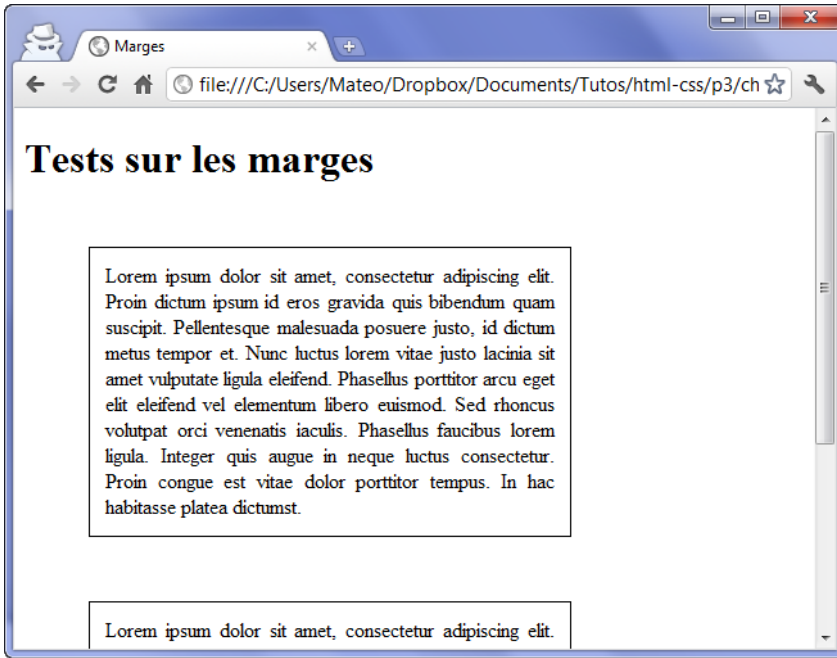 Marges
file:///C:/Users/Mateo/Dropbox/Documents/Tutos/html-css/p3/ch
Tests sur les marges
Lorem ipsum dolor sit amet, consectetur adipiscing elit.
Proin dictum ipsum id eros gravida quis bibendum quam
suscipit. Pellentesque malesuada posuere justo, id dictum
metus tempor et. Nunc luctus lorem vitae justo lacinia sit
amet vulputate ligula eleifend. Phasellus porttitor arcu eget
elit eleifend vel elementum libero euismod. Sed rhoncus
volutpat orci venenatis iaculis. Phasellus faucibus lorem
ligula. Integer quis augue in neque luctus consectetur.
Proin congue est vitae dolor porttitor tempus. In hac
habitasse platea dictumst.
Lorem ipsum dolor sit amet, consectetur adipiscing elit.